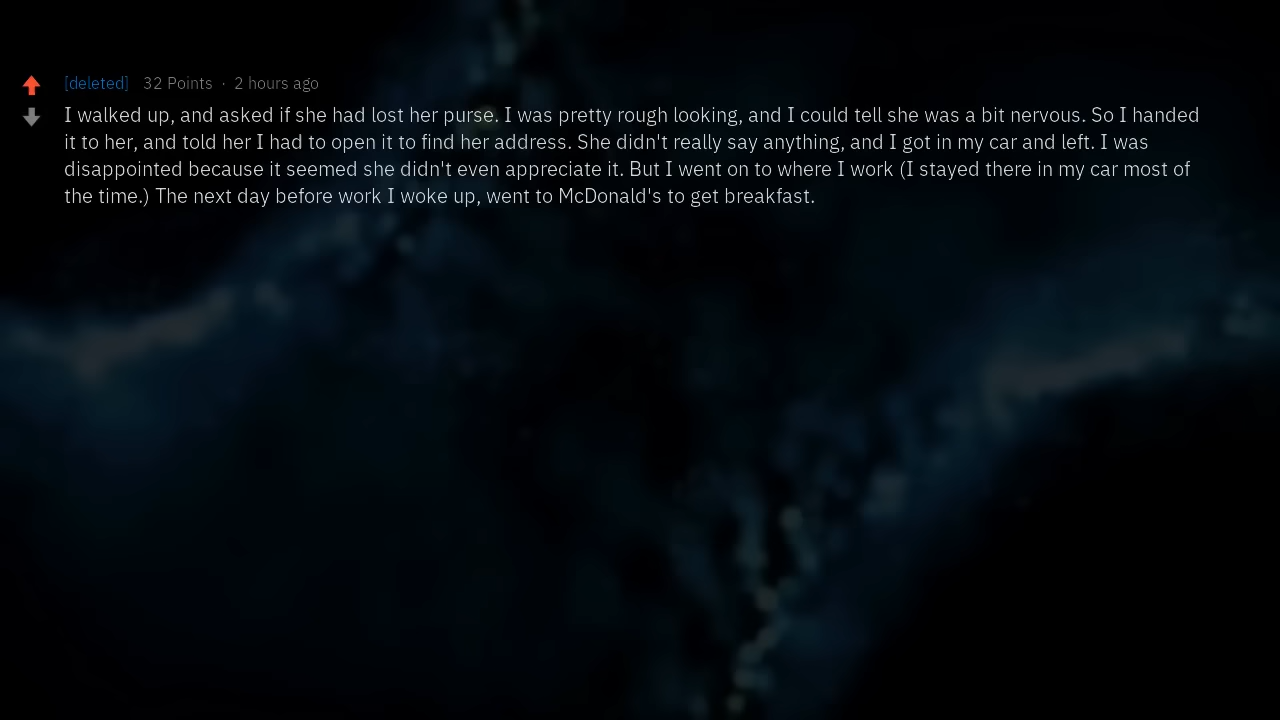 [deleted] 32 Points · 2 hours ago
I walked up, and asked if she had lost her purse. I was pretty rough looking, and I could tell she was a bit nervous. So I handed
it to her, and told her I had to open it to find her address. She didn't really say anything, and I got in my car and left. I was
disappointed because it seemed she didn't even appreciate it. But I went on to where I work (I stayed there in my car most of
the time.) The next day before work I woke up, went to McDonald's to get breakfast.